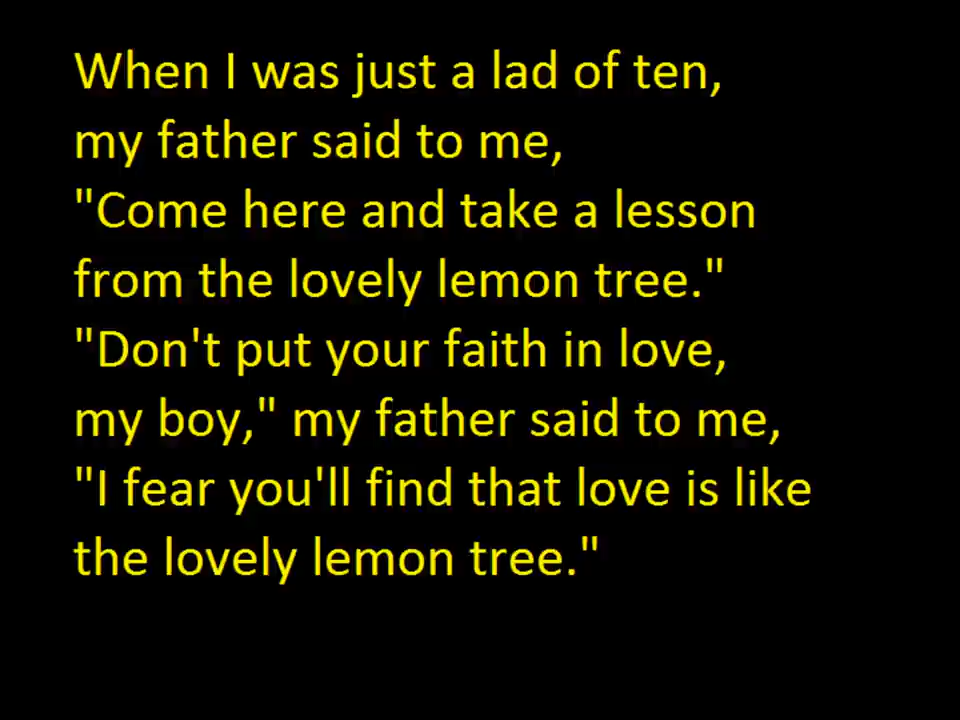 When I was just a lad of ten,
my father said to me,
"Come here and take a lesson
from the lovely lemon tree."
"Don't put your faith in love,
my boy," my father said to me,
"I fear you'll find that love is like
the lovely lemon tree."